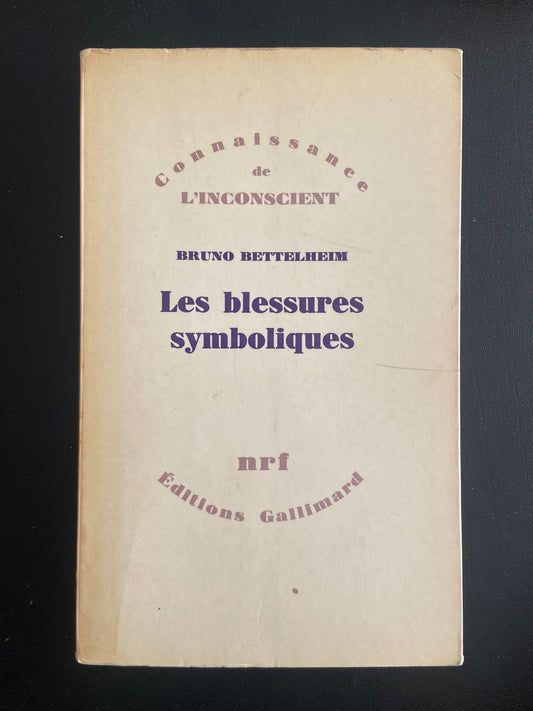 Connaissance
de
L'INCONSCIENT
BRUNO BETTELHEIM
Les blessures
symboliques
nrf
Éditions Gallimard